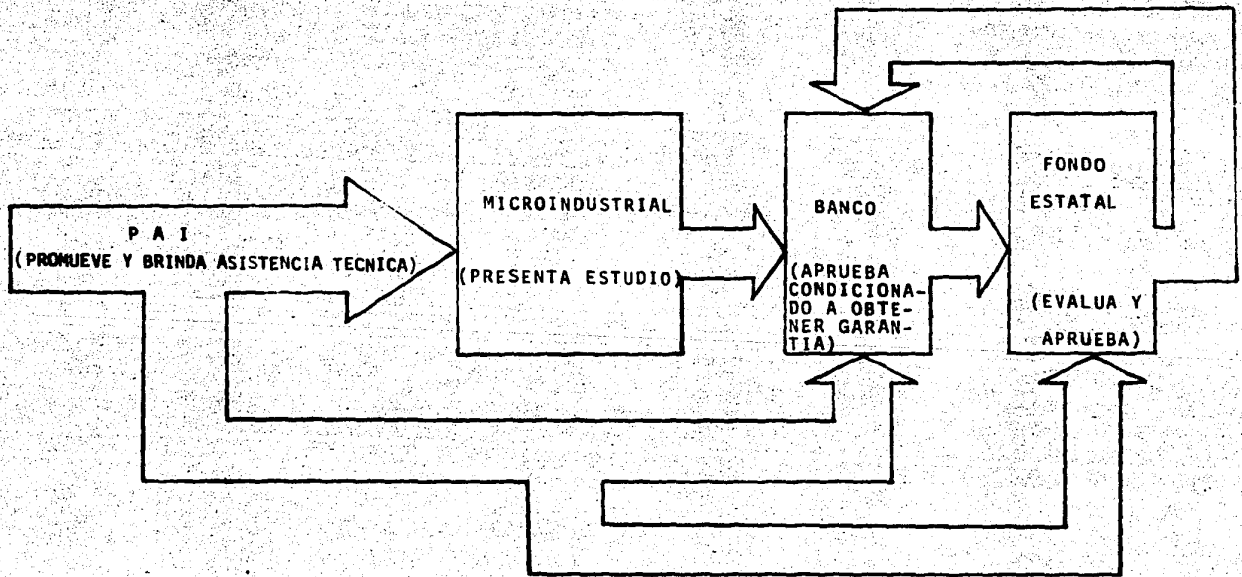 P A I
(PROMUEVE Y BRINDA ASISTENCIA TECNICA)
MICROINDUSTRIAL
(PRESENTA ESTUDIO)
BANCO
(APRUEBA
CONDICIONA-
DO A OBTE-
NER GARAN-
TIA)
FONDO
ESTATAL
(EVALUA Y
APRUEBA)